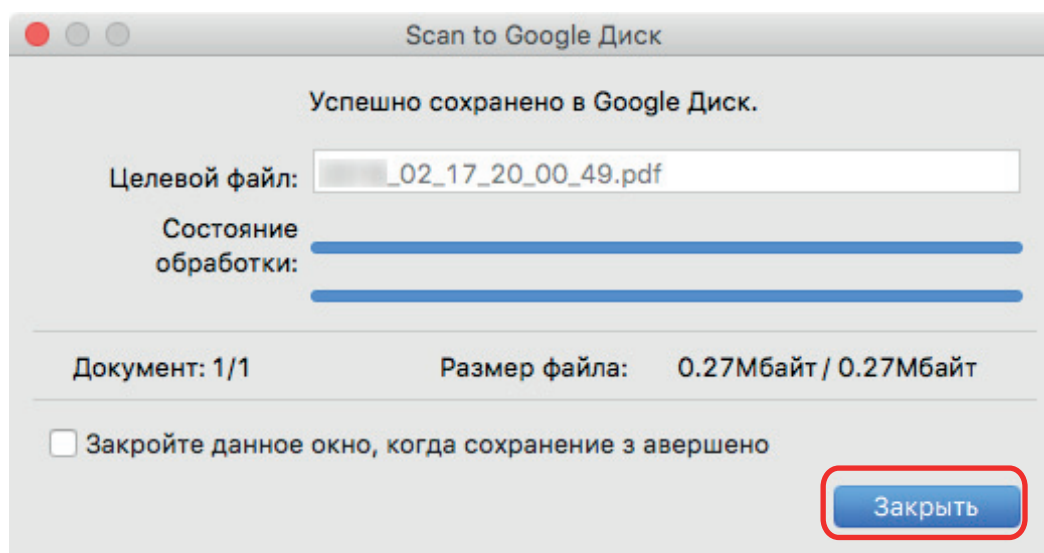 Scan to Google Диск
Успешно сохранено в Google Диск.
Целевой файл: _02_17_20_00_49.pdf
Состояние
обработки:
Документ: 1/1 Размер файла: 0.27Мбайт / 0.27Мбайт
Закройте данное окно, когда сохранение з авершено
Закрыть